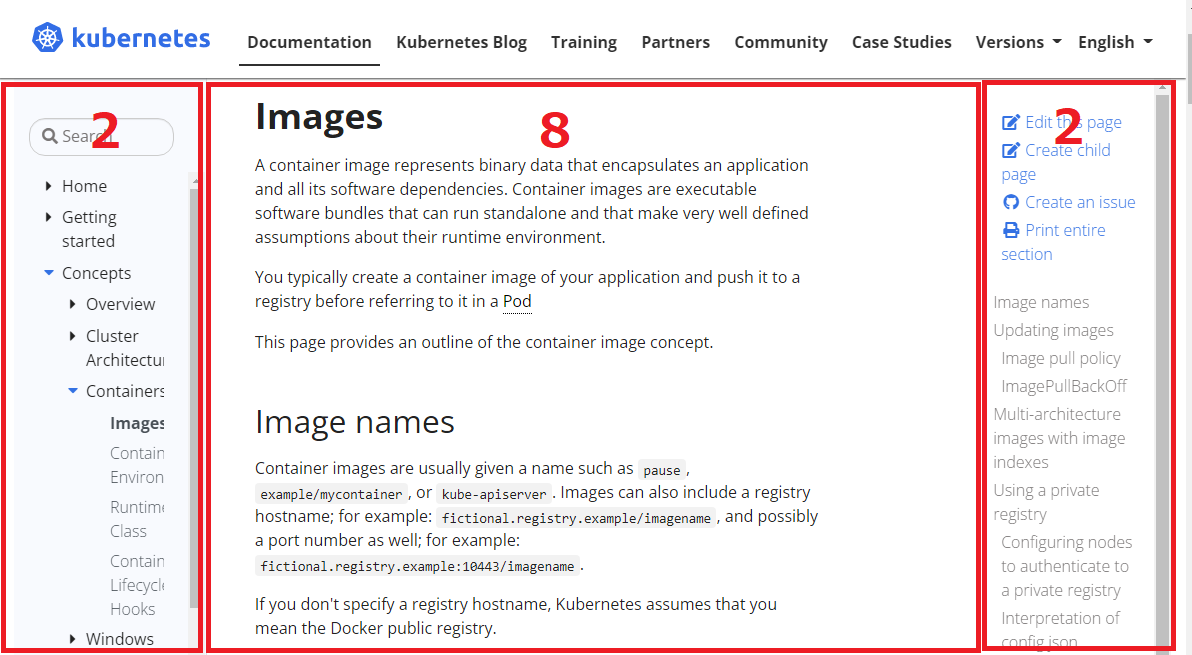 kubernetes
Documentation Kubernetes Blog Training Partners Community Case Studies Versions English
2
Search
Home
Getting
started
Concepts
Overview
Cluster
Architectu
Containers
Images
Contain
Environ
Runtime
Class
Contain
Lifecycle
Hooks
Windows
8
Images
A container image represents binary data that encapsulates an application
and all its software dependencies. Container images are executable
software bundles that can run standalone and that make very well defined
assumptions about their runtime environment.
You typically create a container image of your application and push it to a
registry before referring to it in a Pod
This page provides an outline of the container image concept.
Image names
Container images are usually given a name such as pause ,
example/mycontainer , or kube-apiserver . Images can also include a registry
hostname; for example: fictional.registry.example/imagename , and possibly
a port number as well; for example:
fictional.registry.example:10443/imagename .
If you don't specify a registry hostname, Kubernetes assumes that you
mean the Docker public registry.
2
Edit this page
Create child
page
Create an issue
Print entire
section
Image names
Updating images
Image pull policy
ImagePullBackOff
Multi-architecture
images with image
indexes
Using a private
registry
Configuring nodes
to authenticate to
a private registry
Interpretation of
config.json